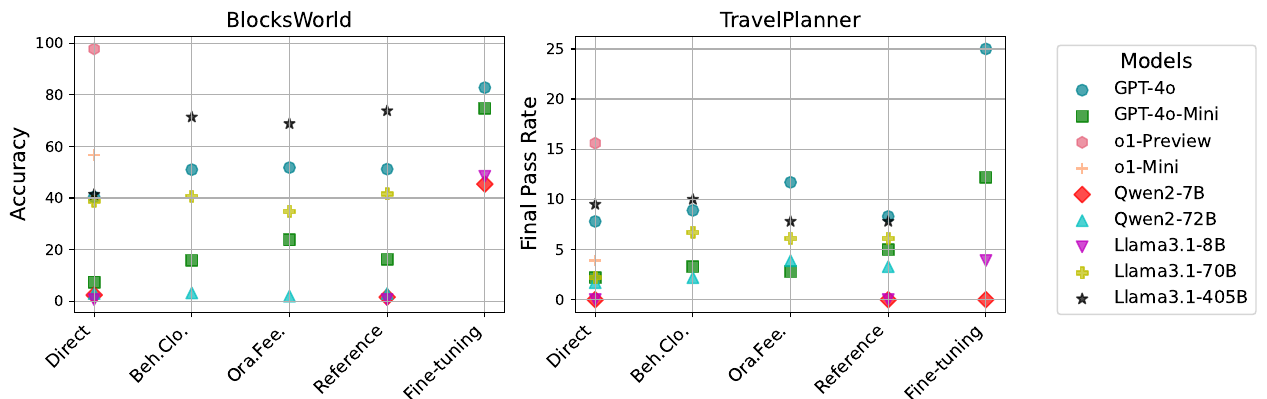 BlocksWorld
Accuracy
100
80
60
40
20
0
Direct
Beh.Clo.
Ora.Fee.
Reference
Fine-tuning
TravelPlanner
Final Pass Rate
25
20
15
10
5
0
Direct
Beh.Clo.
Ora.Fee.
Reference
Fine-tuning
Models
GPT-4o
GPT-4o-Mini
o1-Preview
o1-Mini
Qwen2-7B
Qwen2-72B
Llama3.1-8B
Llama3.1-70B
Llama3.1-405B